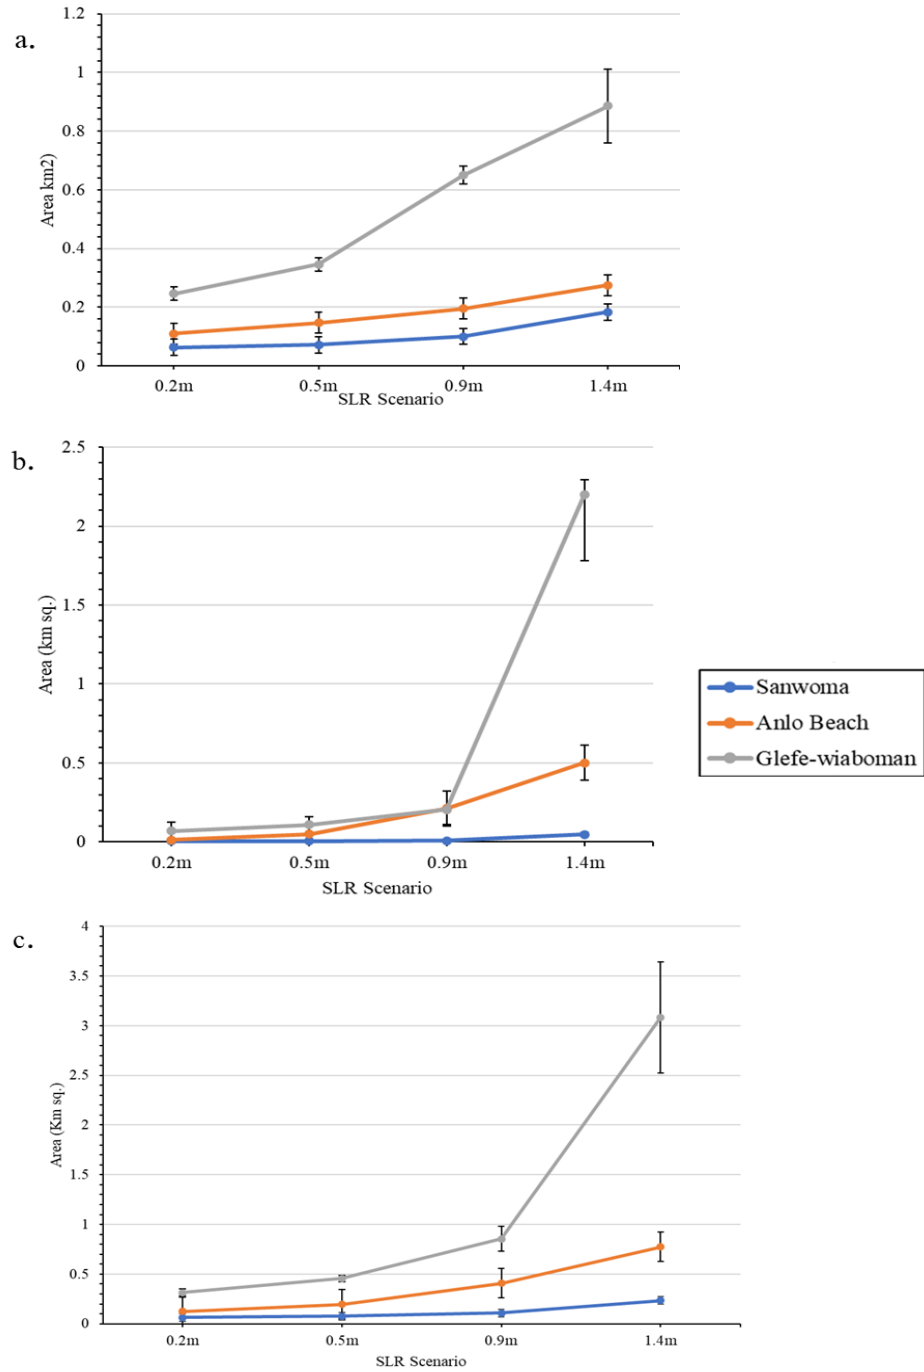 a.
1.2
1
0.8
0.6
0.4
0.2
0
Area km2)
0.2m 0.5m 0.9m 1.4m
SLR Scenario
b.
2.5
2
1.5
1
0.5
0
Area (km sq.)
0.2m 0.5m 0.9m 1.4m
SLR Scenario
Sanwoma
Anlo Beach
Glefe-wiaboman
c.
4
3.5
3
2.5
2
1.5
1
0.5
0
Area (Km sq.)
0.2m 0.5m 0.9m 1.4m
SLR Scenario